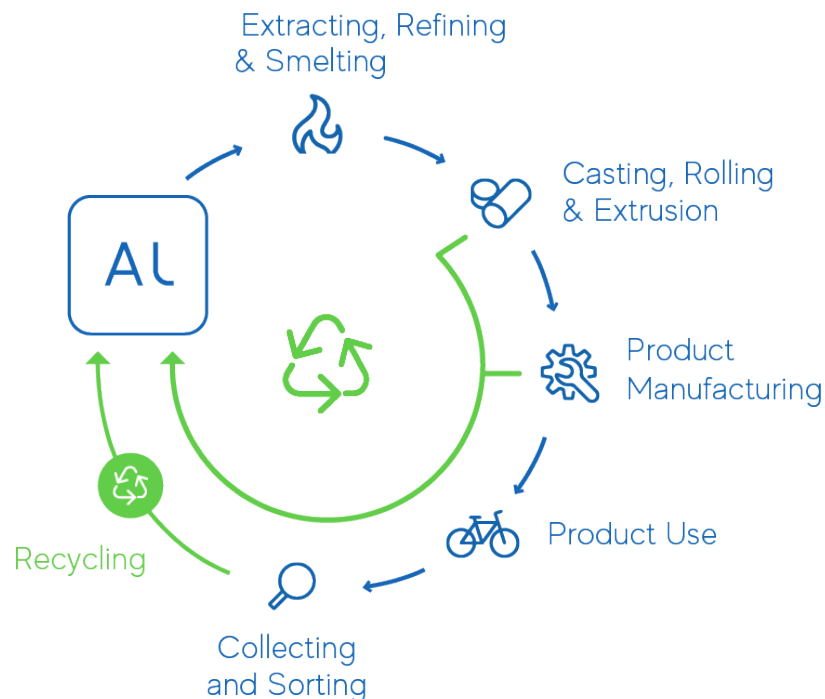 Extracting, Refining
& Smelting
Casting, Rolling
& Extrusion
AL
Product
Manufacturing
Product Use
Recycling
Collecting
and Sorting